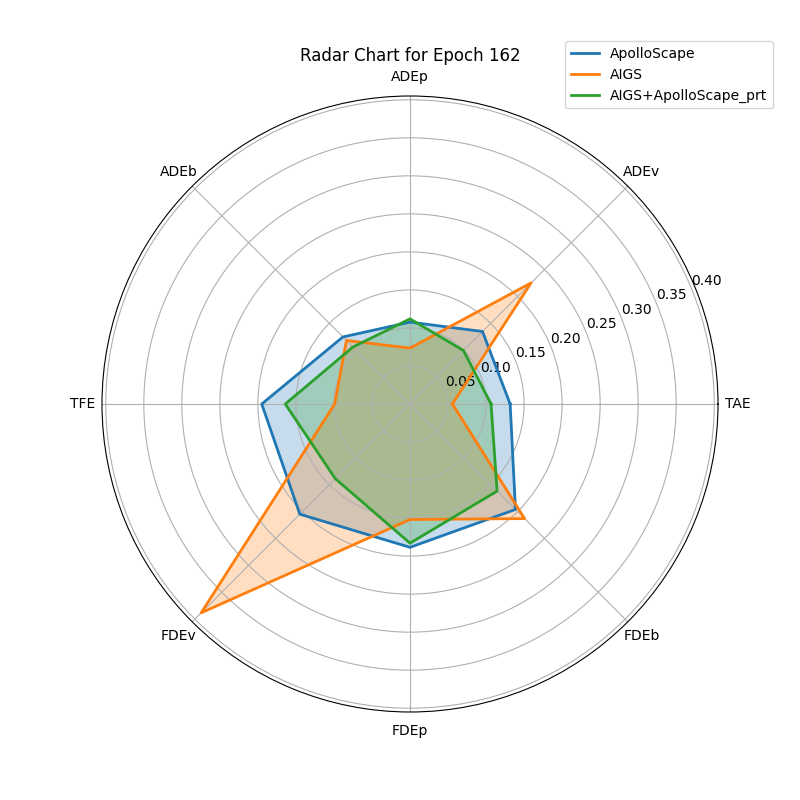 Radar Chart for Epoch 162
ApolloScape
AIGS
AIGS+ApolloScape_prt
ADEp
ADEb
ADEv
0.40
0.35
0.30
0.25
0.20
0.15
0.10
0.05
TFE
TAE
FDEv
FDEb
FDEp